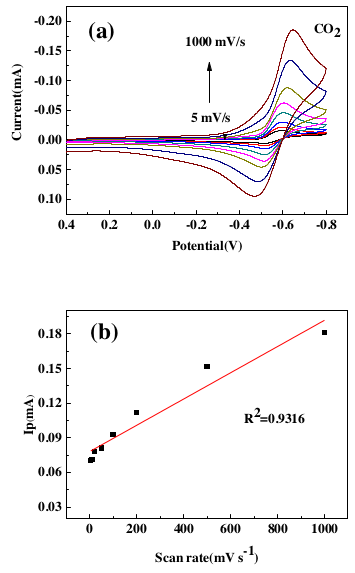 (a)
CO2
1000 mV/s
5 mV/s
-0.20
-0.15
-0.10
-0.05
0.00
0.05
0.10
Current(mA)
0.4 0.2 0.0 -0.2 -0.4 -0.6 -0.8
Potential(V)
(b)
0.18
0.15
0.12
0.09
0.06
0.03
Ip(mA)
R2=0.9316
0 200 400 600 800 1000
Scan rate(mV s-1)